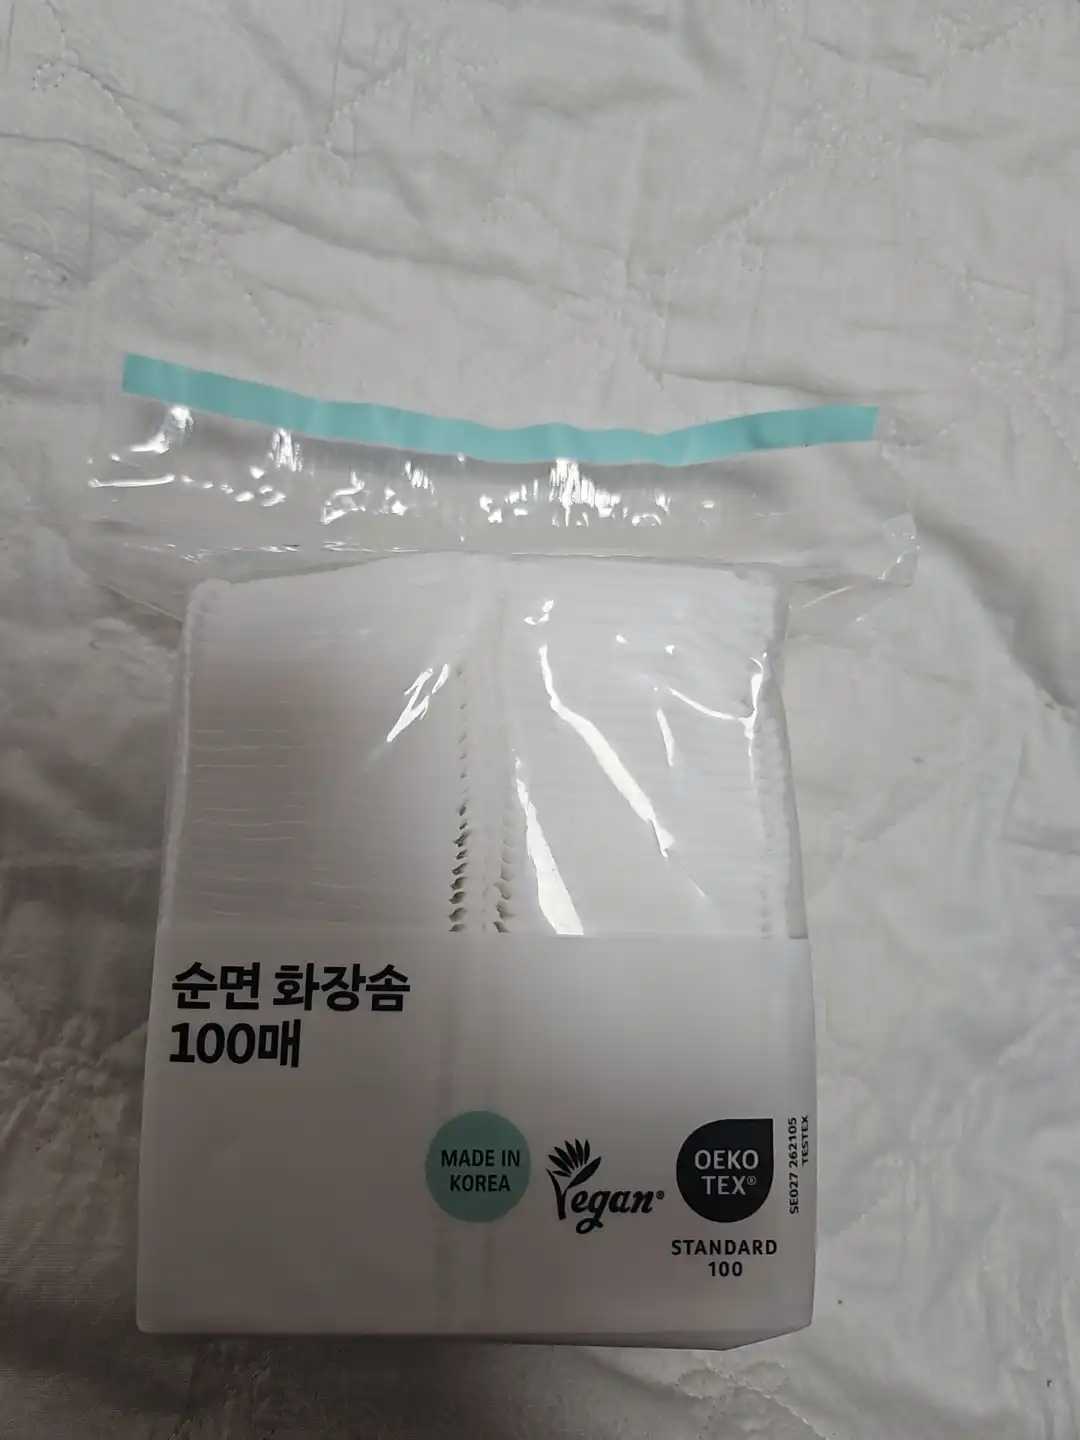 순면 화장솜
100매
MADE IN
KOREA
Vegan®
OEKO
TEX®
STANDARD
100
SE027 262105
TESTEX